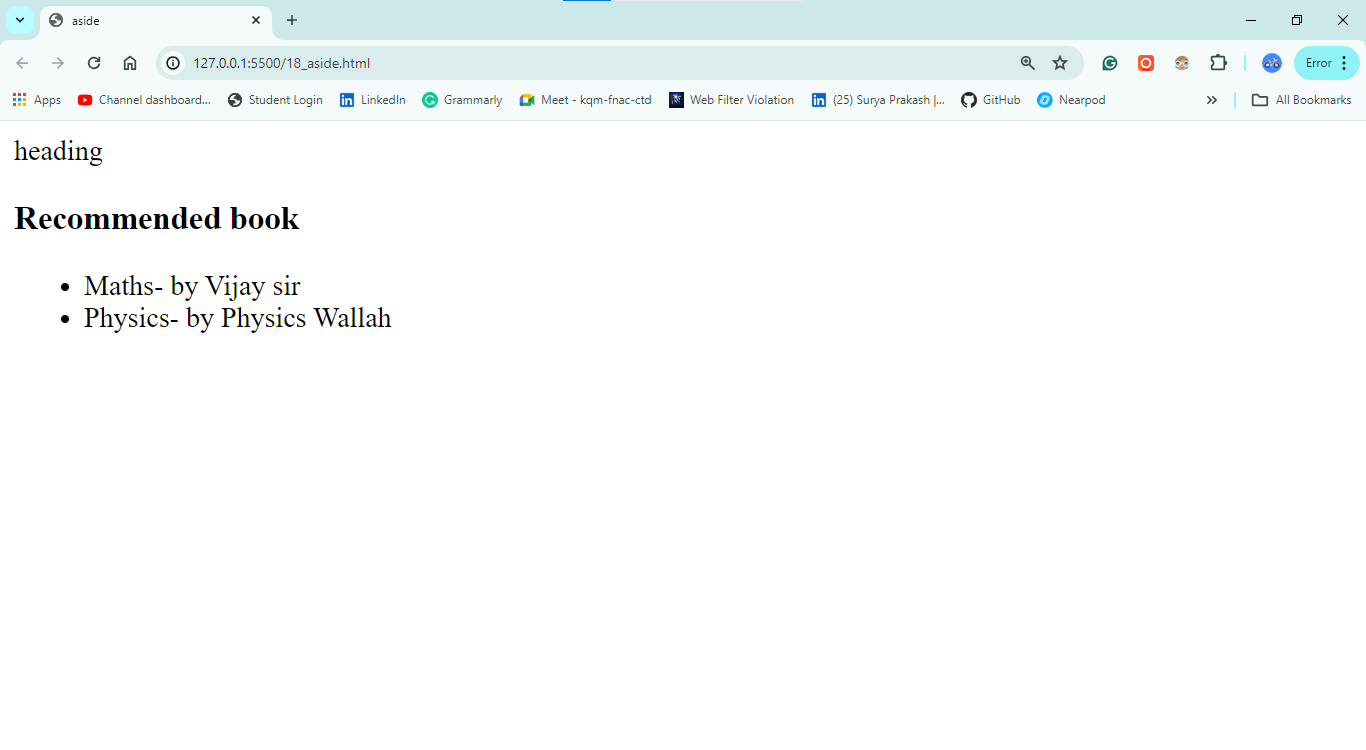 aside
127.0.0.1:5500/18_aside.html
Error
Apps
Channel dashboard...
Student Login
LinkedIn
Grammarly
Meet - kqm-fnac-ctd
Web Filter Violation
(25) Surya Prakash |...
GitHub
Nearpod
All Bookmarks
heading
Recommended book
• Maths- by Vijay sir
• Physics- by Physics Wallah